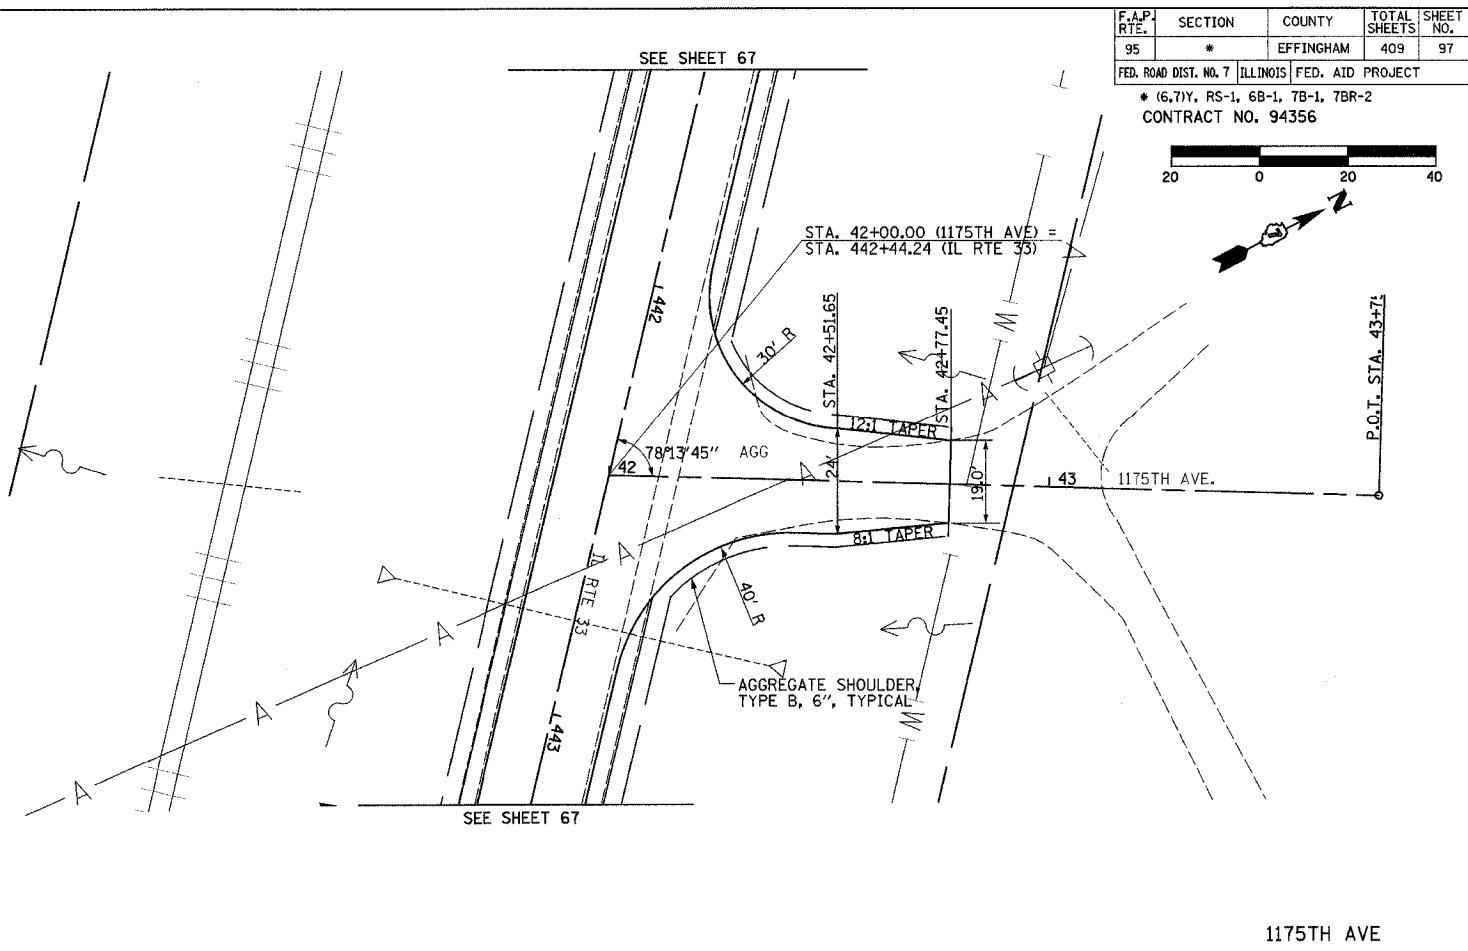 F.A.P. RTE. SECTION COUNTY TOTAL SHEETS SHEET NO.
95 * EFFINGHAM 409 97
FED. ROAD DIST. NO. 7 ILLINOIS FED. AID PROJECT
* (6,7)Y, RS-1, 6B-1, 7B-1, 7BR-2
CONTRACT NO. 94356
20 0 20 40
N
SEE SHEET 67
STA. 42+00.00 (1175TH AVE) =
STA. 442+44.24 (IL RTE 33)
442
30' R
STA. 42+51.65
STA. 42+77.45
W
P.O.T. STA. 43+75
12:1 TAPER
A
78°13'45" AGG
A
42
24'
19.0'
43
1175TH AVE.
8:1 TAPER
A
IL RTE 33
40' R
A
AGGREGATE SHOULDER,
TYPE B, 6", TYPICAL
A
W
443
A
SEE SHEET 67
1175TH AVE